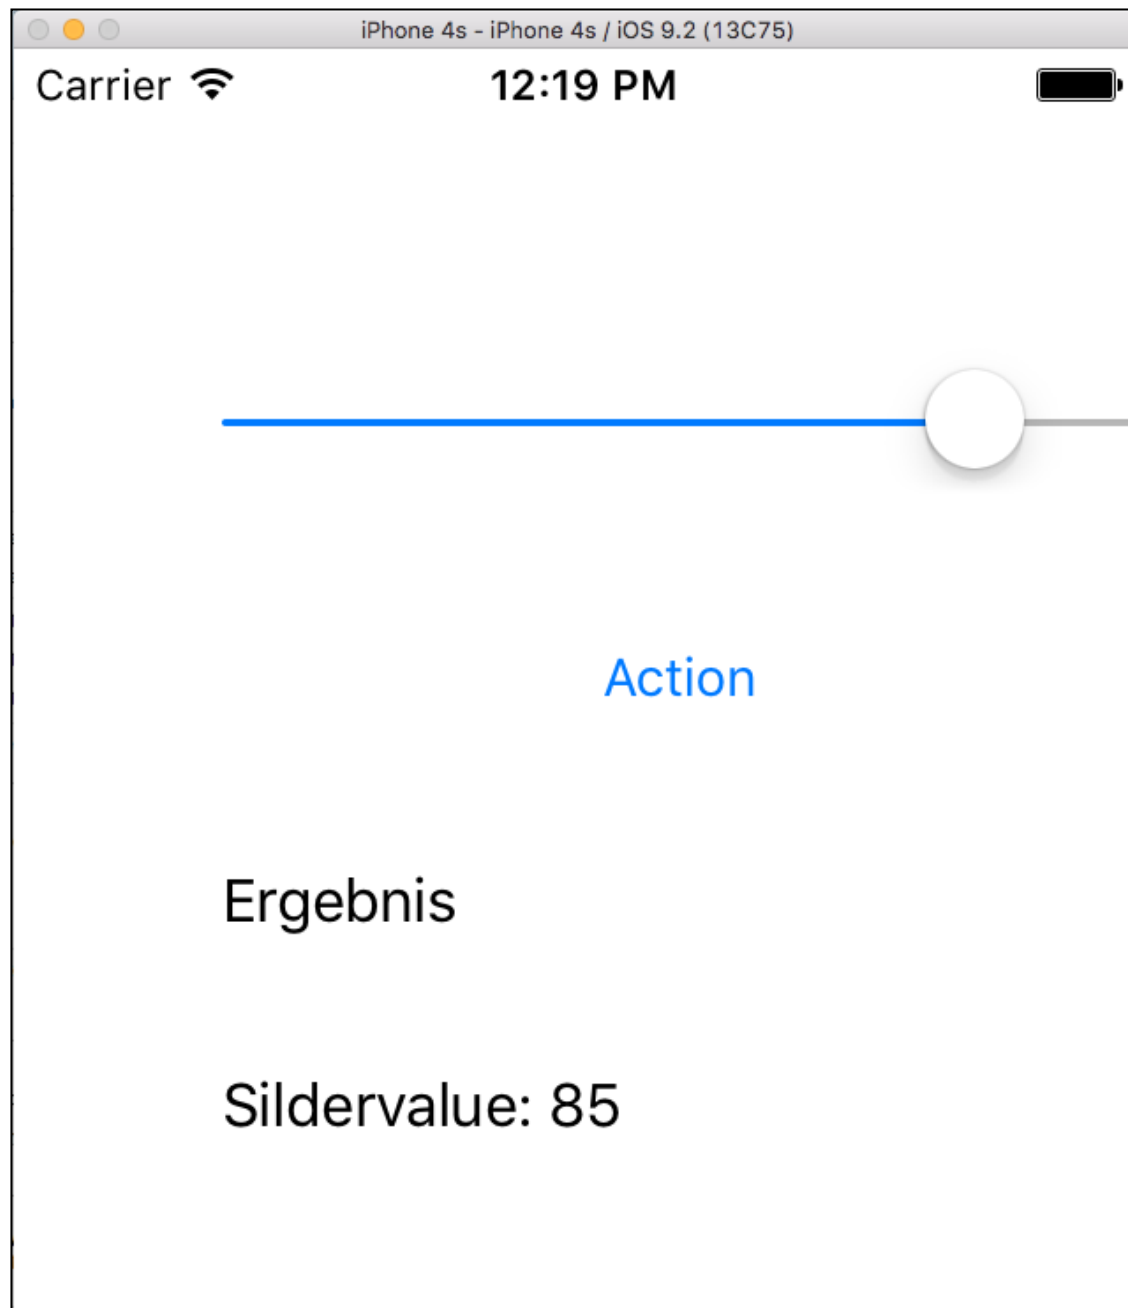 iPhone 4s - iPhone 4s / iOS 9.2 (13C75)
Carrier 12:19 PM
Action
Ergebnis
Sildervalue: 85